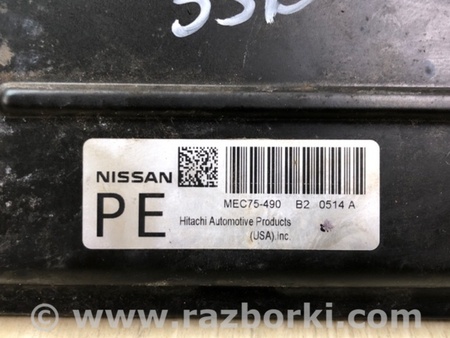 NISSAN
PE
MEC75-490 B2 0514 A
Hitachi Automotive Products
(USA),Inc.
© www.razborki.com